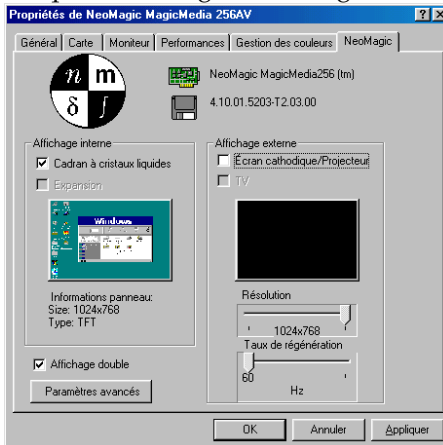 Propriétés de NeoMagic MagicMedia 256AV
Général Carte Moniteur Performances Gestion des couleurs NeoMagic
n m
δ ∫
NeoMagic MagicMedia256 (tm)
4.10.01.5203-T2.03.00
Affichage interne
Cadran à cristaux liquides
Expansion
Windows
Informations panneau:
Size: 1024x768
Type: TFT
Affichage double
Paramètres avancés
Affichage externe
Écran cathodique/Projecteur
TV
Résolution
1024x768
Taux de régénération
60
Hz
OK Annuler Appliquer